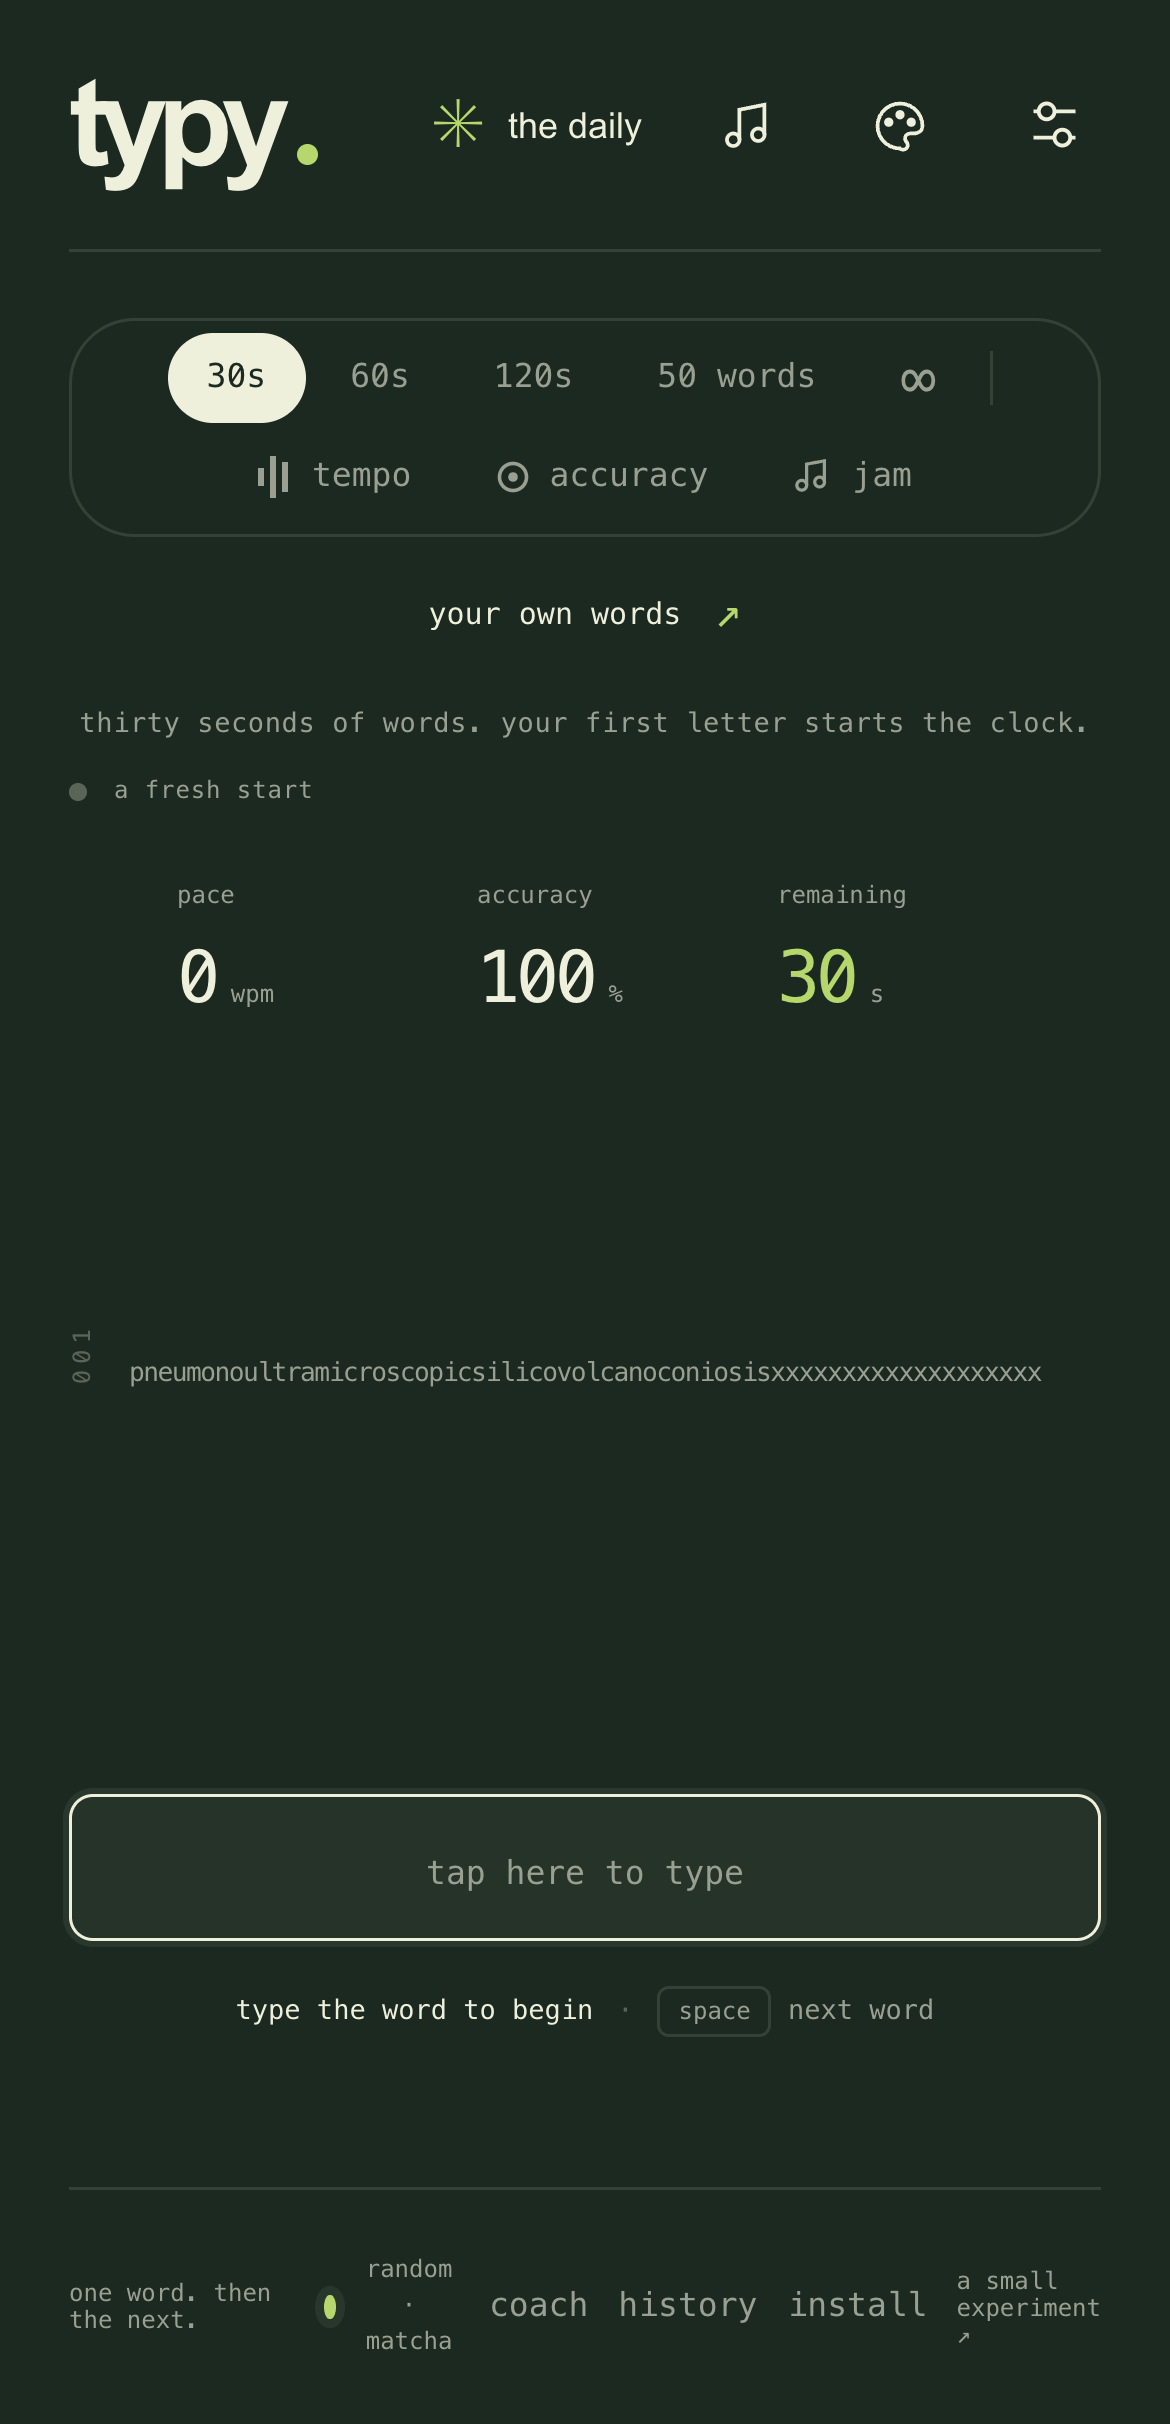 typy.
the daily
30s 60s 120s 50 words ∞
tempo accuracy jam
your own words ↗
thirty seconds of words. your first letter starts the clock.
a fresh start
pace accuracy remaining
0 wpm 100 % 30 s
001
pneumonoultramicroscopicsilicovolcanoconiosisxxxxxxxxxxxxxxxxxxx
tap here to type
type the word to begin · space next word
one word. then
the next.
random
·
matcha
coach history install
a small
experiment
↗